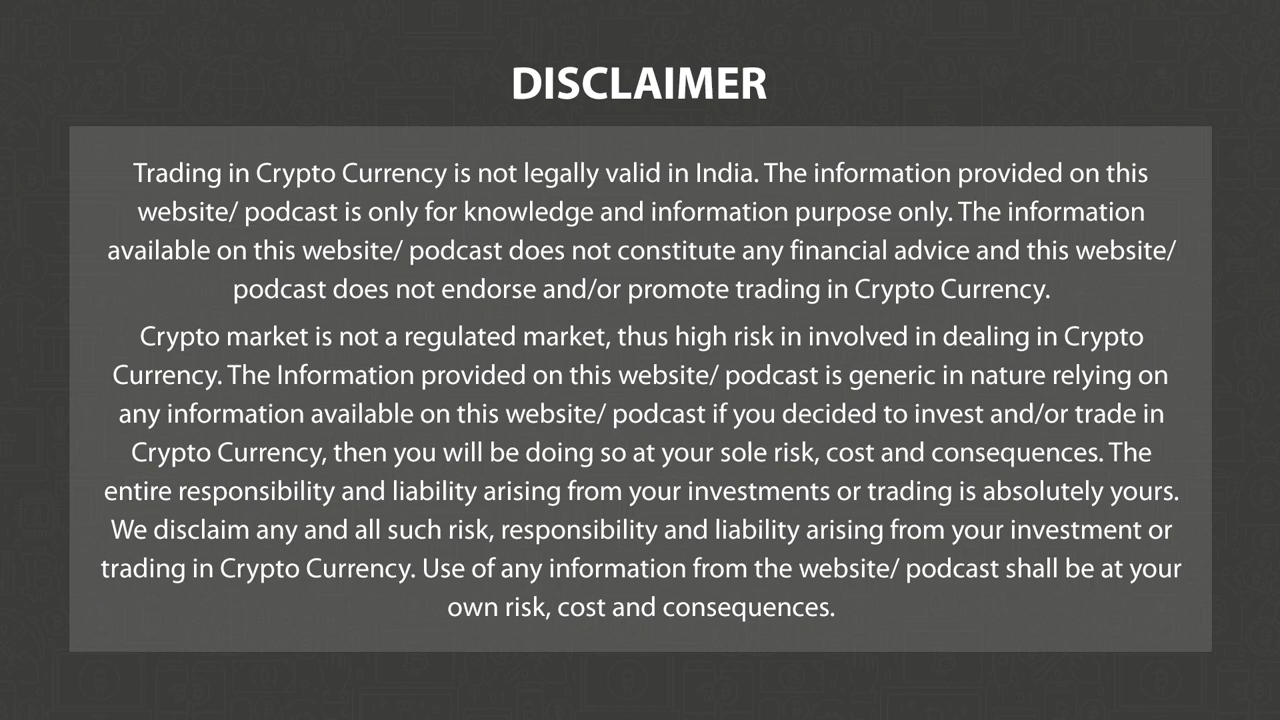 DISCLAIMER
Trading in Crypto Currency is not legally valid in India. The information provided on this
website/ podcast is only for knowledge and information purpose only. The information
available on this website/ podcast does not constitute any financial advice and this website/
podcast does not endorse and/or promote trading in Crypto Currency.
Crypto market is not a regulated market, thus high risk in involved in dealing in Crypto
Currency. The Information provided on this website/ podcast is generic in nature relying on
any information available on this website/ podcast if you decided to invest and/or trade in
Crypto Currency, then you will be doing so at your sole risk, cost and consequences. The
entire responsibility and liability arising from your investments or trading is absolutely yours.
We disclaim any and all such risk, responsibility and liability arising from your investment or
trading in Crypto Currency. Use of any information from the website/ podcast shall be at your
own risk, cost and consequences.